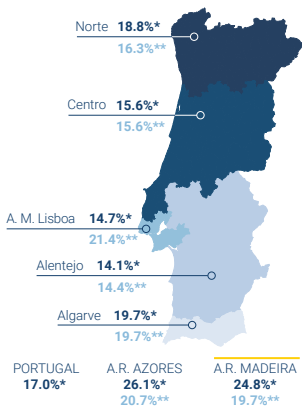 Norte 18.8%*
16.3%**
Centro 15.6%*
15.6%**
A. M. Lisboa 14.7%*
21.4%**
Alentejo 14.1%*
14.4%**
Algarve 19.7%*
19.7%**
PORTUGAL A.R. AZORES A.R. MADEIRA
17.0%* 26.1%* 24.8%*
20.7%** 19.7%**